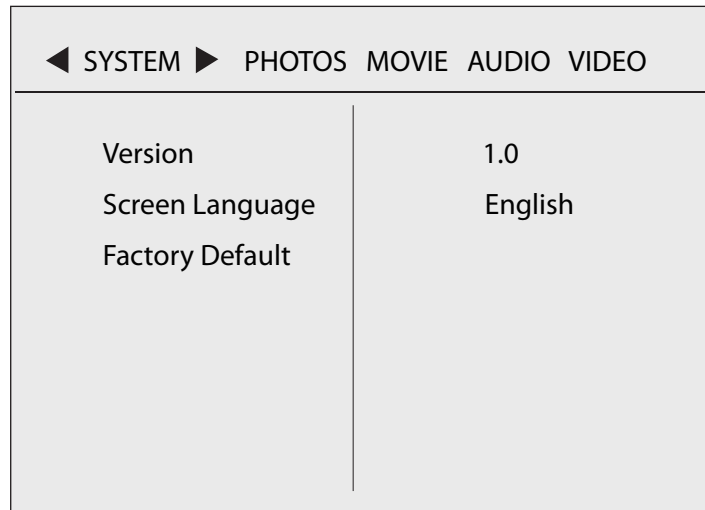 SYSTEM PHOTOS MOVIE AUDIO VIDEO
Version 1.0
Screen Language English
Factory Default